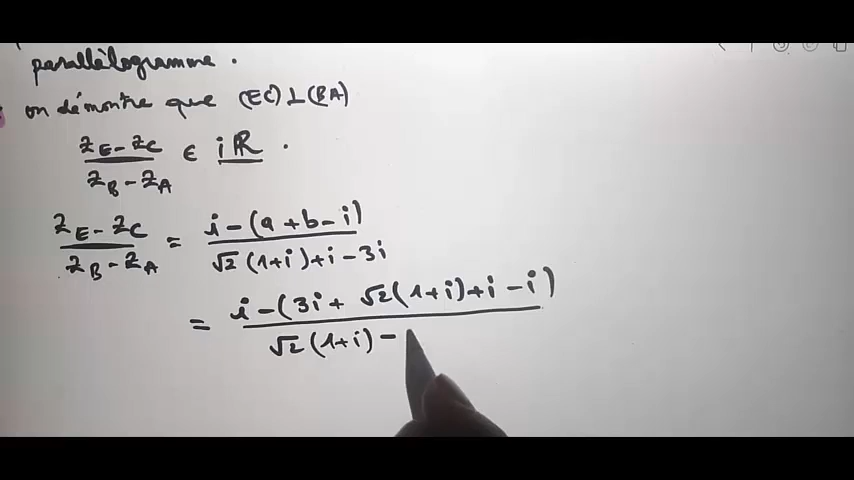 parallèlogramme.
on démontre que (EC)⊥(BA)
z_E - z_C / z_B - z_A ∈ iℝ.
z_E - z_C / z_B - z_A = i-(a+b-i) / √2(1+i)+i-3i
= i-(3i+√2(1+i)+i-i) / √2(1+i)-